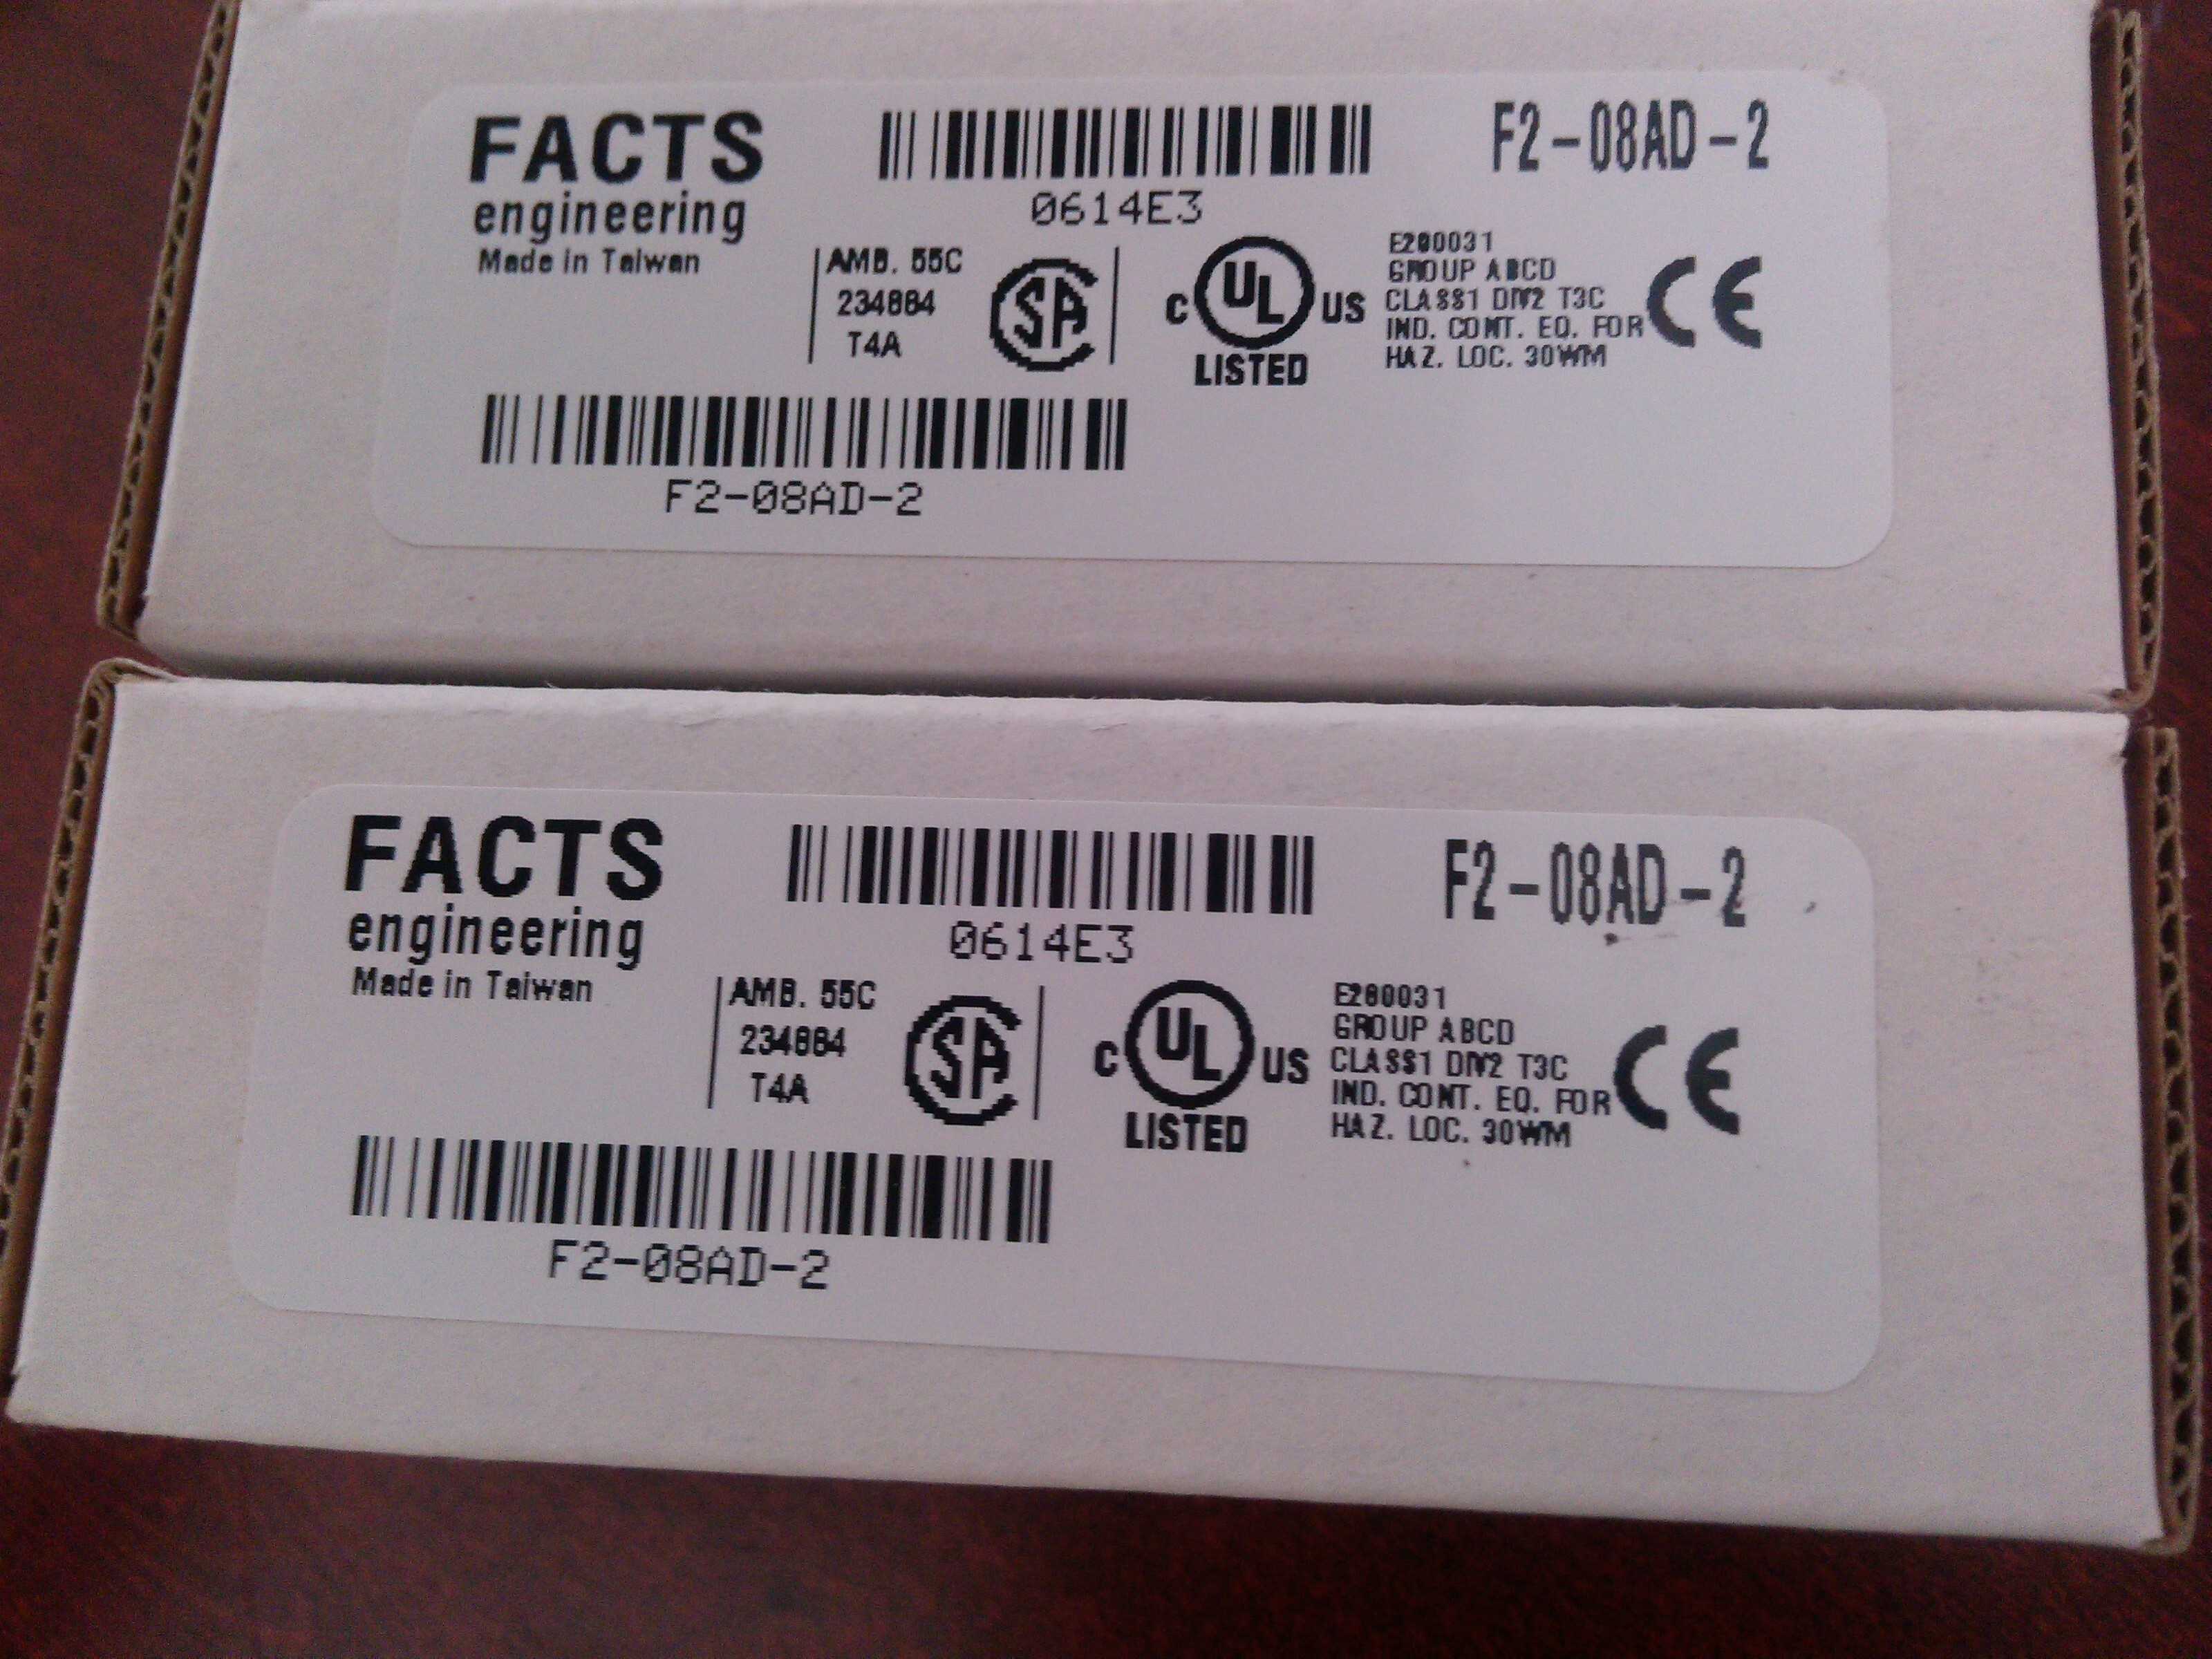 FACTS
engineering
Made in Taiwan
0614E3
F2-08AD-2
AMB. 55C
234884
T4A
SA
C UL US
LISTED
E200031
GROUP ABCD
CLASS1 DIV2 T3C
IND. CONT. EQ. FOR
HAZ. LOC. 30WM
CE
F2-08AD-2
FACTS
engineering
Made in Taiwan
0614E3
F2-08AD-2
AMB. 55C
234884
T4A
SA
C UL US
LISTED
E200031
GROUP ABCD
CLASS1 DIV2 T3C
IND. CONT. EQ. FOR
HAZ. LOC. 30WM
CE
F2-08AD-2